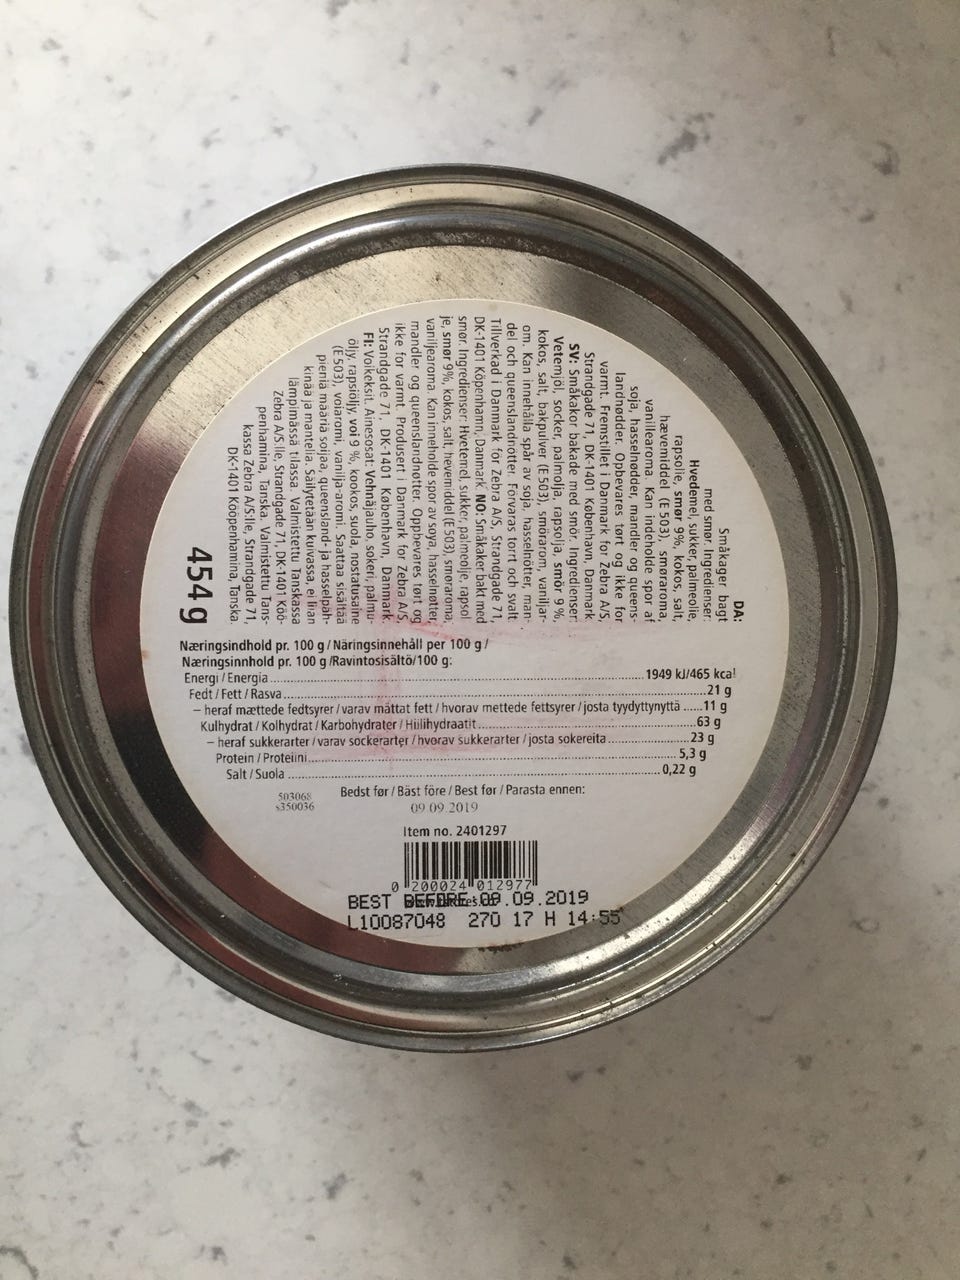 DA:
Småkager bagt
med smør. Ingredienser:
Hvedemel, sukker, palmeolie,
rapsolie, smør 9%, kokos, salt,
hævemiddel (E 503), smøraroma,
vanillearoma. Kan indeholde spor af
soja, hasselnødder, mandler og queens-
landnødder. Opbevares tørt og ikke for
varmt. Fremstillet i Danmark for Zebra A/S,
Strandgade 71, DK-1401 København, Danmark
SV: Småkakor bakade med smör. Ingredienser:
Vetemjöl, socker, palmolja, rapsolja, smör 9%,
kokos, salt, bakpulver (E 503), smörarom, vaniljar-
om. Kan innehålla spår av soja, hasselnötter, man-
del och queenslandnötter. Förvaras torrt och svalt.
Tillverkad i Danmark för Zebra A/S, Strandgade 71,
DK-1401 Köpenhamn, Danmark. NO: Småkaker bakt med
smør. Ingredienser: Hvetemel, sukker, palmeolje, rapsol
je, smør 9%, kokos, salt, hevemiddel (E 503), smøraroma,
vaniljearoma. Kan inneholde spor av soya, hasselnøtter,
mandler og queenslandnøtter. Oppbevares tørt og
ikke for varmt. Produsert i Danmark for Zebra A/S,
Strandgade 71, DK-1401 København, Danmark.
FI: Voikeksit. Ainesosat: Vehnäjauho, sokeri, palmu-
öljy, rapsiöljy, voi 9 %, kookos, suola, nostatusaine
(E 503), voiaromi, vanilja-aromi. Saattaa sisältää
pieniä määriä soijaa, queensland- ja hasselpäh-
kinää ja mantelia. Säilytetään kuivassa, ei liian
lämpimässä tilassa. Valmistettu Tanskassa
Zebra A/S:lle, Strandgade 71, DK-1401 Köö-
penhamina, Tanska. Valmistettu Tans-
kassa Zebra A/S:lle, Strandgade 71,
DK-1401 Kööpenhamina, Tanska.
454 g
Næringsindhold pr. 100 g / Näringsinnehåll per 100 g /
Næringsinnhold pr. 100 g /Ravintosisältö/100 g:
Energi / Energia 1949 kJ/465 kcal
Fedt / Fett / Rasva 21 g
– heraf mættede fedtsyrer / varav mättat fett / hvorav mettede fettsyrer / josta tyydyttynyttä 11 g
Kulhydrat / Kolhydrat / Karbohydrater / Hiilihydraatit 63 g
– heraf sukkerarter / varav sockerarter / hvorav sukkerarter / josta sokereita 23 g
Protein / Proteiini 5,3 g
Salt / Suola 0,22 g
503068
s350036
Bedst før / Bäst före / Best før / Parasta ennen:
09.09.2019
Item no. 2401297
0 200024 012977
BEST BEFORE:09.09.2019
L10087048 270 17 H 14:55